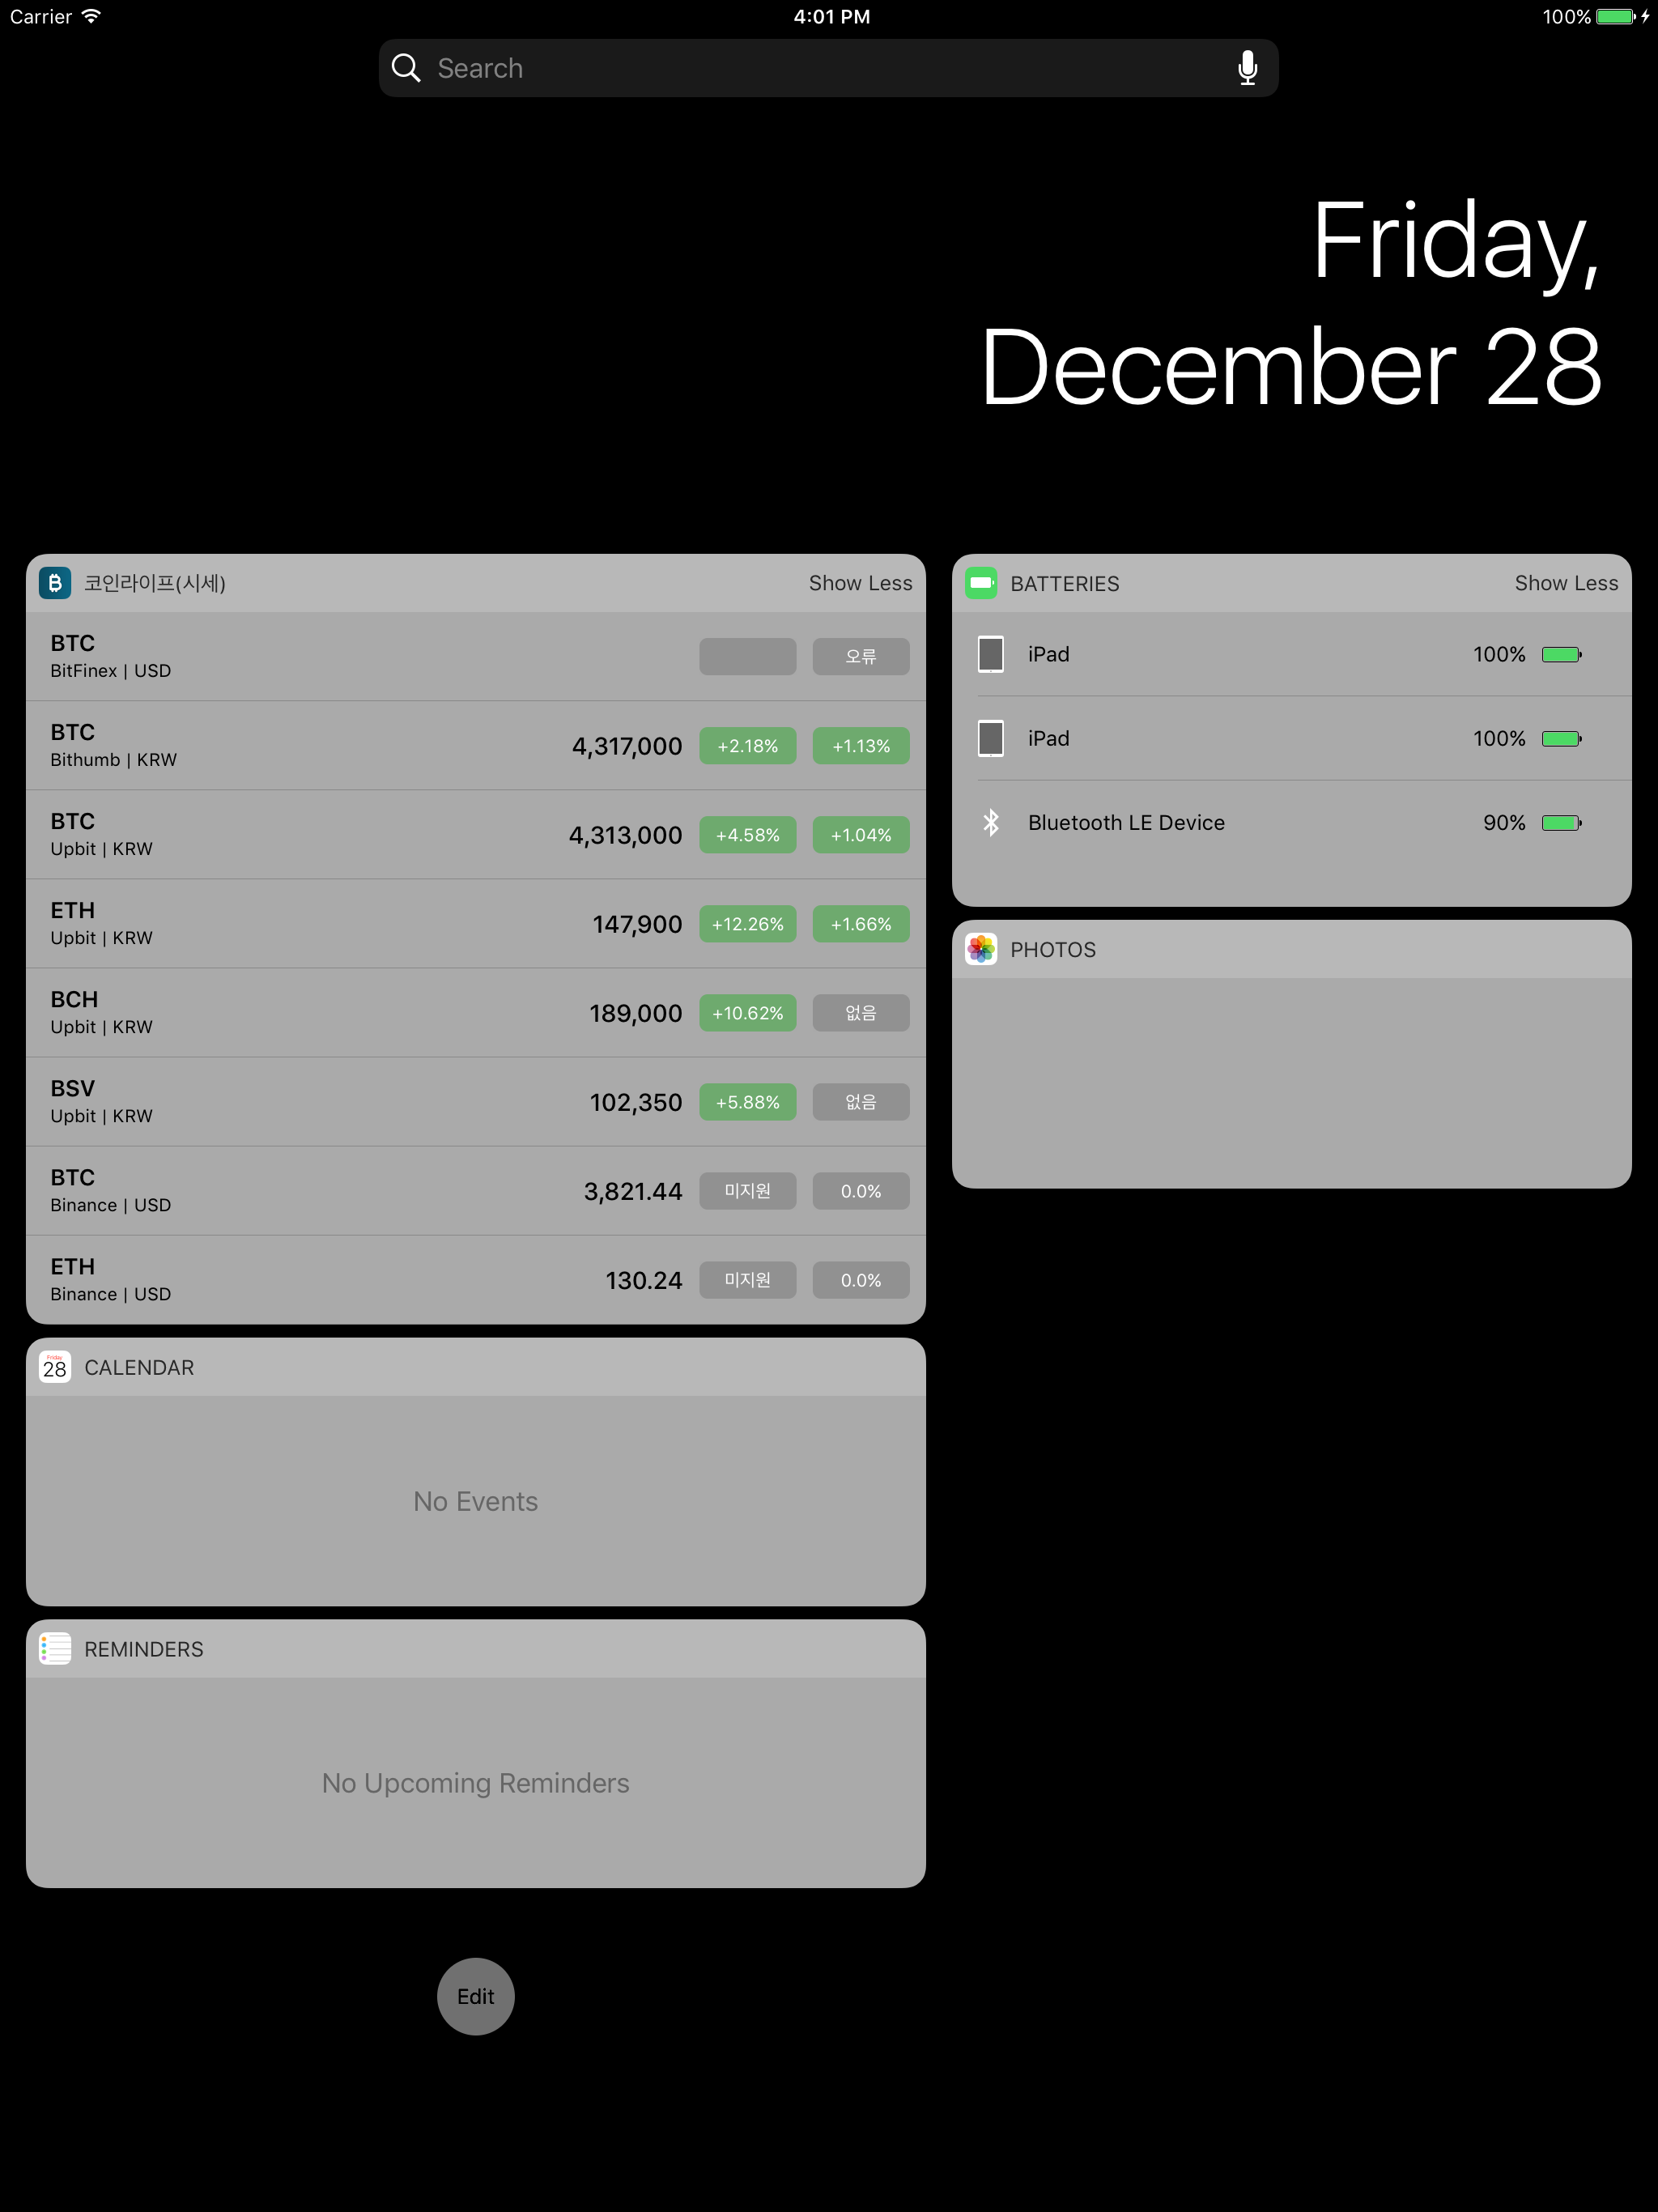 Carrier 4:01 PM 100%
Search
Friday,
December 28
코인라이프(시세) Show Less
BTC
BitFinex | USD
오류
BTC
Bithumb | KRW
4,317,000 +2.18% +1.13%
BTC
Upbit | KRW
4,313,000 +4.58% +1.04%
ETH
Upbit | KRW
147,900 +12.26% +1.66%
BCH
Upbit | KRW
189,000 +10.62% 없음
BSV
Upbit | KRW
102,350 +5.88% 없음
BTC
Binance | USD
3,821.44 미지원 0.0%
ETH
Binance | USD
130.24 미지원 0.0%
Friday
28
CALENDAR
No Events
REMINDERS
No Upcoming Reminders
Edit
BATTERIES Show Less
iPad 100%
iPad 100%
Bluetooth LE Device 90%
PHOTOS